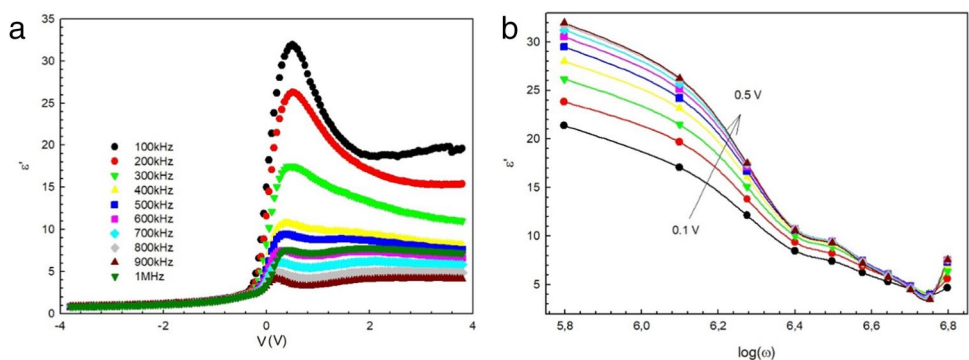 a
35
30
25
20
15
10
5
0
ε'
-4
-2
0
2
4
V(V)
100kHz
200kHz
300kHz
400kHz
500kHz
600kHz
700kHz
800kHz
900kHz
1MHz
b
30
25
20
15
10
5
ε'
5,8
6,0
6,2
6,4
6,6
6,8
log(ω)
0.5 V
0.1 V